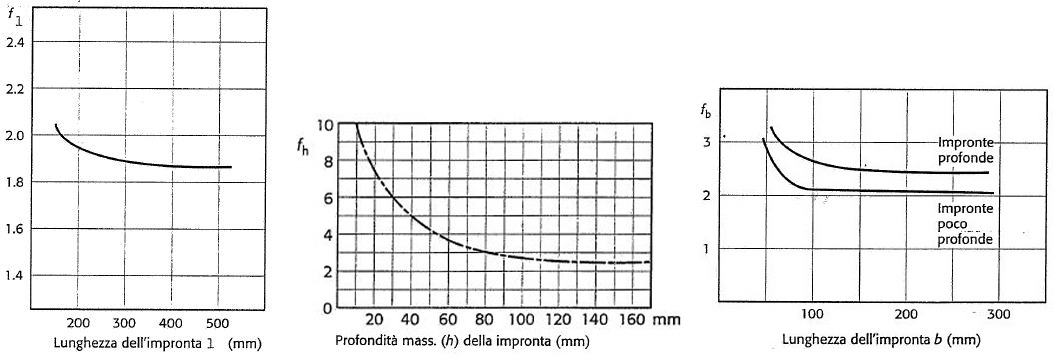 f1
2.4
2.2
2.0
1.8
1.6
1.4
200 300 400 500
Lunghezza dell'impronta 1 (mm)
fh
10
8
6
4
2
0
20 40 60 80 100 120 140 160 mm
Profondità mass. (h) della impronta (mm)
fb
3
2
1
Impronte
profonde
Impronte
poco
profonde
100 200 300
Lunghezza dell'impronta b (mm)